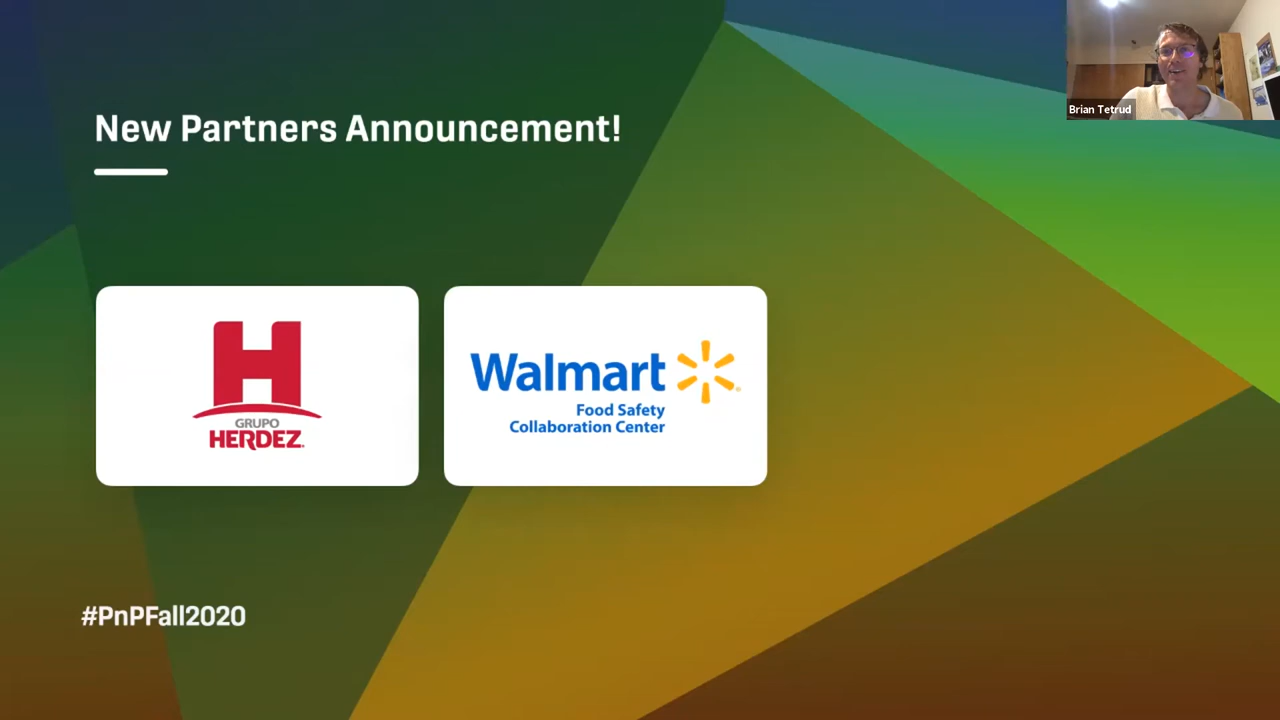 Brian Tetrud
New Partners Announcement!
H
GRUPO
HERDEZ
Walmart
Food Safety
Collaboration Center
#PnPFall2020